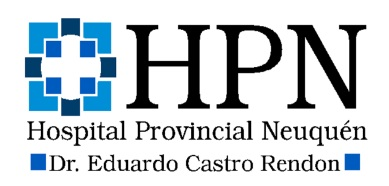 HPN
Hospital Provincial Neuquén
Dr. Eduardo Castro Rendon